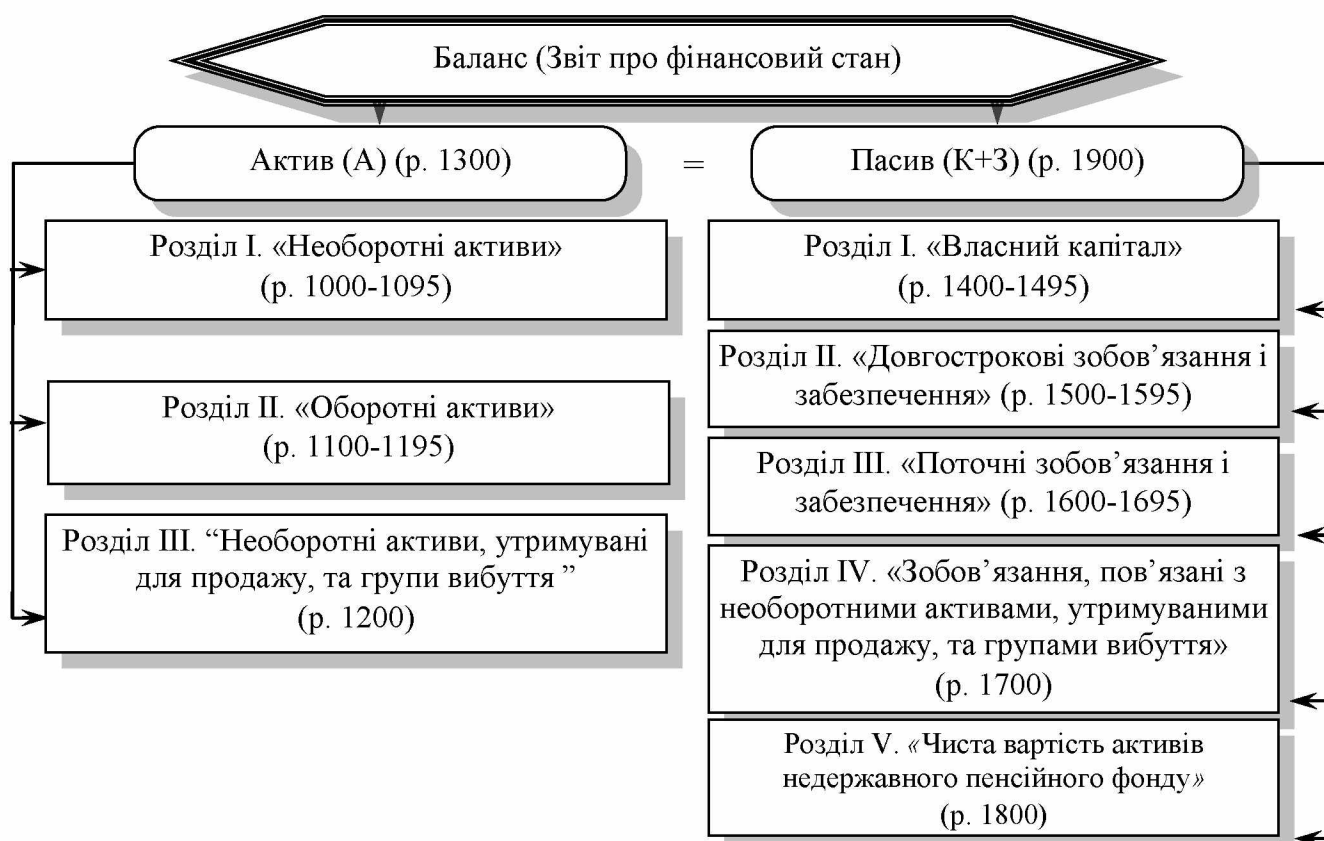 Баланс (Звіт про фінансовий стан)
Актив (А) (р. 1300)
=
Пасив (К+З) (р. 1900)
Розділ І. «Необоротні активи»
(р. 1000-1095)
Розділ ІІ. «Оборотні активи»
(р. 1100-1195)
Розділ ІІІ. “Необоротні активи, утримувані
для продажу, та групи вибуття ”
(р. 1200)
Розділ І. «Власний капітал»
(р. 1400-1495)
Розділ ІІ. «Довгострокові зобов’язання і
забезпечення» (р. 1500-1595)
Розділ ІІІ. «Поточні зобов’язання і
забезпечення» (р. 1600-1695)
Розділ IV. «Зобов’язання, пов’язані з
необоротними активами, утримуваними
для продажу, та групами вибуття»
(р. 1700)
Розділ V. «Чиста вартість активів
недержавного пенсійного фонду»
(р. 1800)